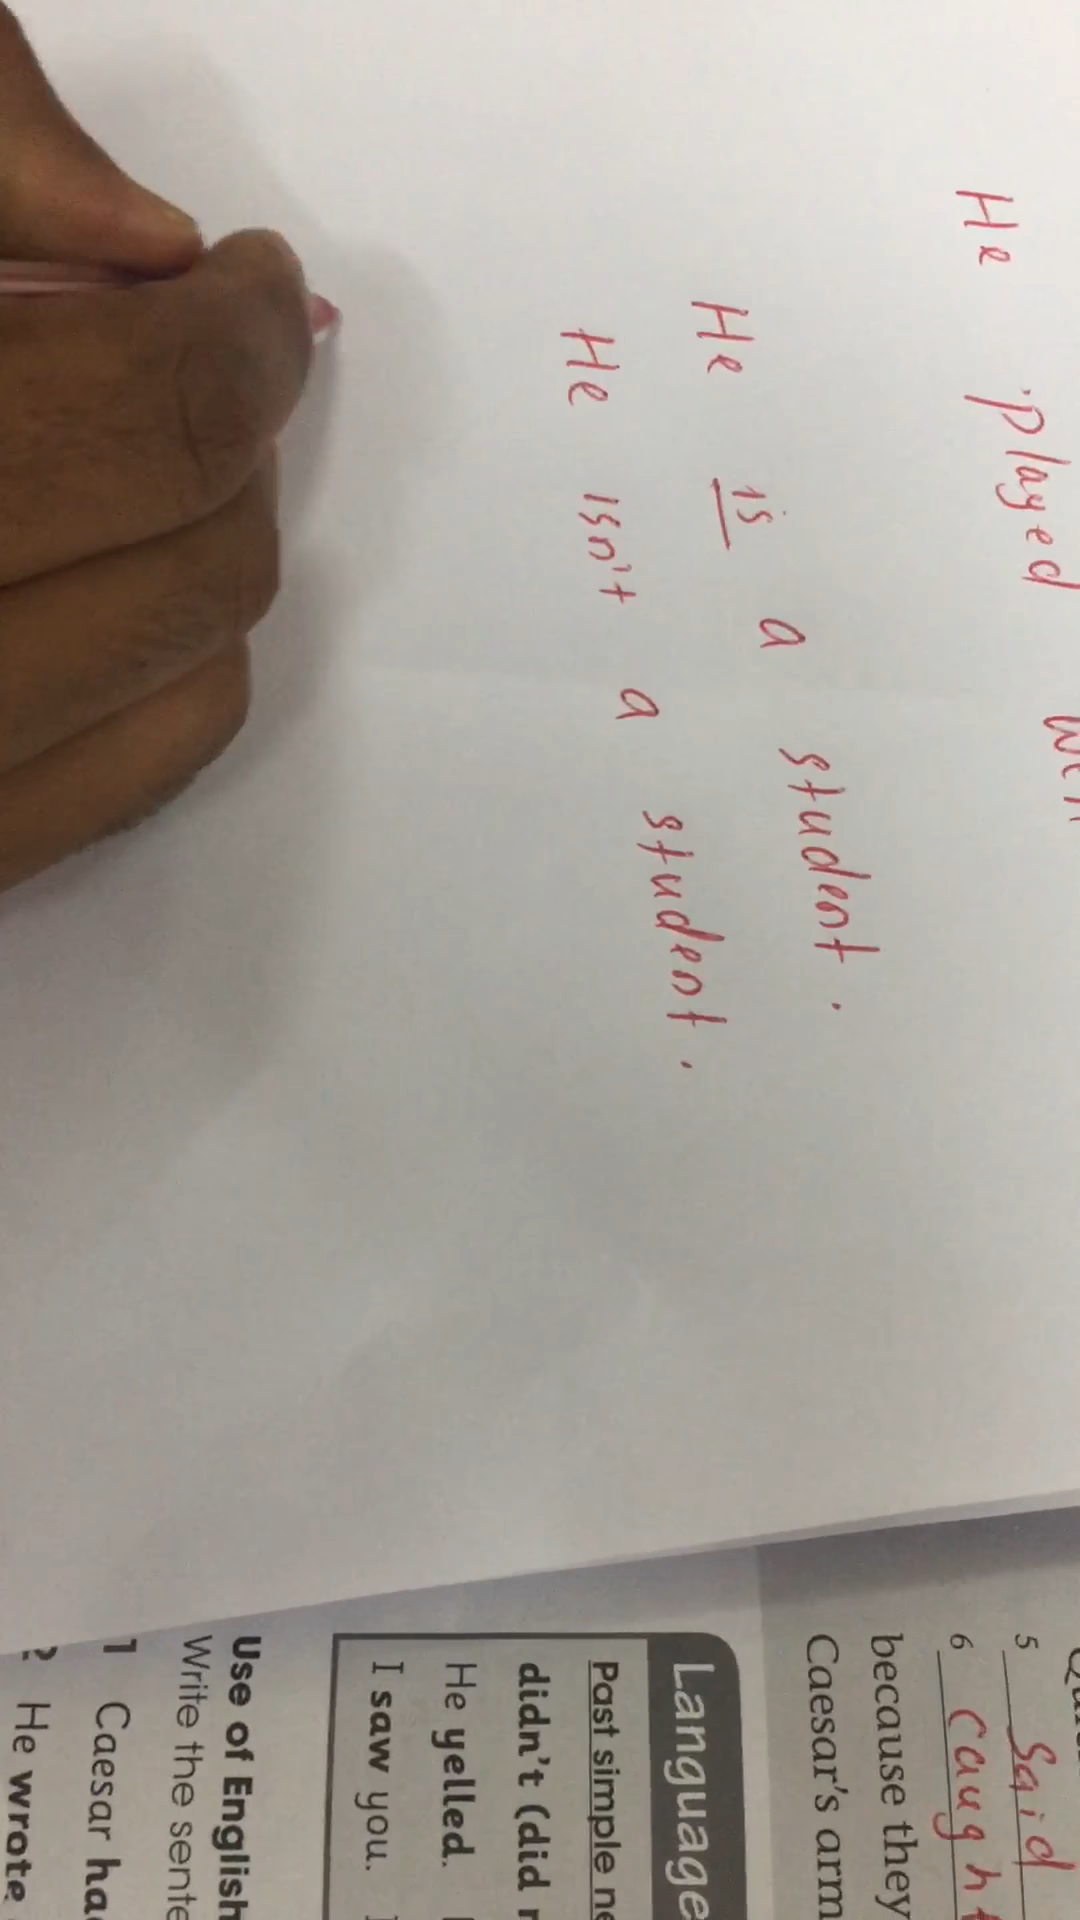 He played
He is a student.
He isn't a student.
5 Said
6 caught
because they
Caesar's arm
Language
Past simple ne
didn't (did n
He yelled.
I saw you.
Use of English
Write the sente
1 Caesar ha
2 He wrote